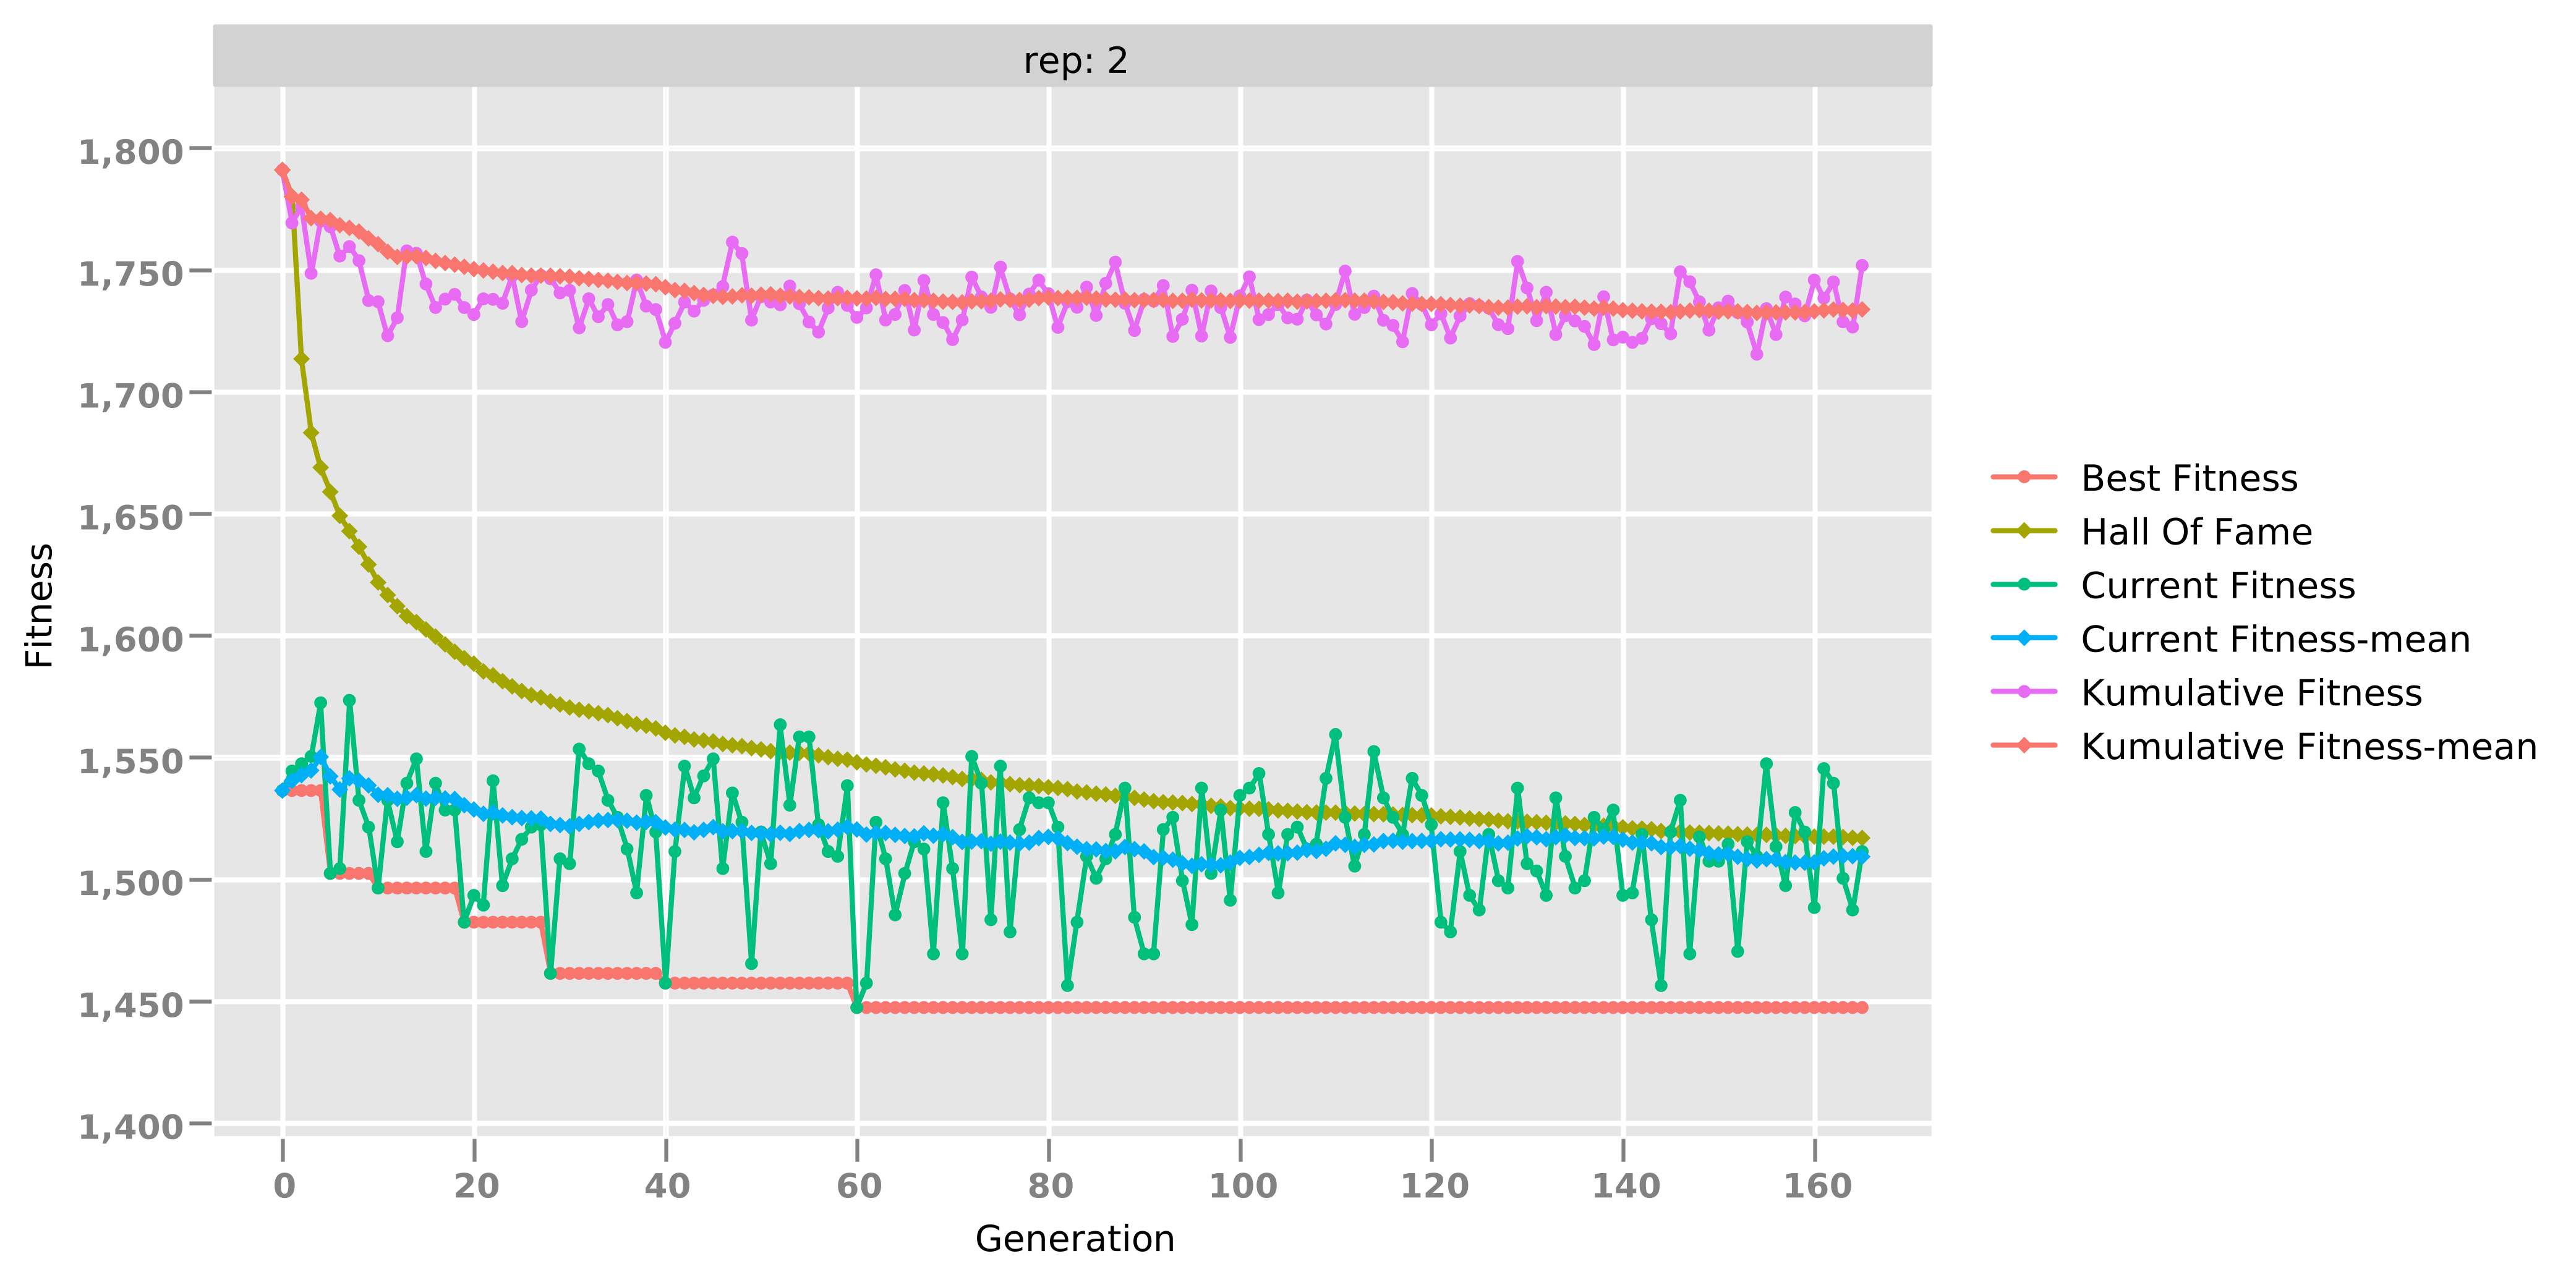 rep: 2
1,800
1,750
1,700
1,650
1,600
1,550
1,500
1,450
1,400
Fitness
0 20 40 60 80 100 120 140 160
Generation
Best Fitness
Hall Of Fame
Current Fitness
Current Fitness-mean
Kumulative Fitness
Kumulative Fitness-mean